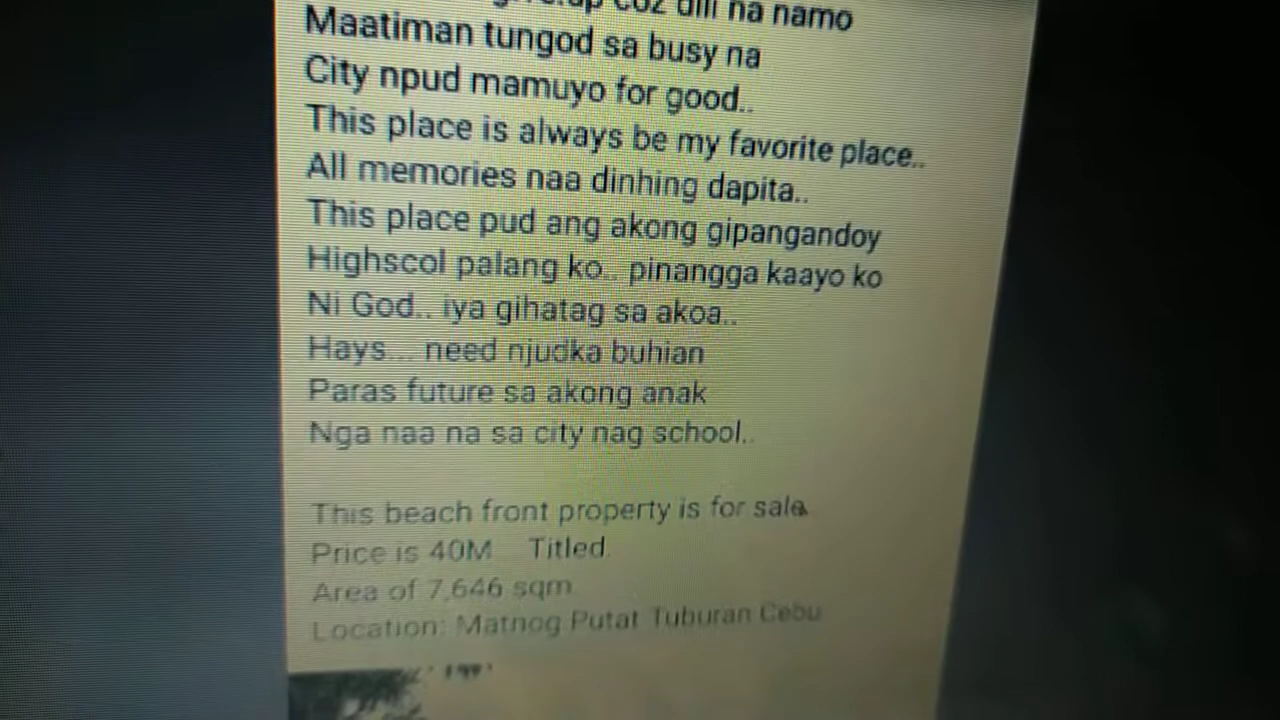 coz dili na namo
Maatiman tungod sa busy na
City npud mamuyo for good..
This place is always be my favorite place..
All memories naa dinhing dapita..
This place pud ang akong gipangandoy
Highscol palang ko.. pinangga kaayo ko
Ni God.. iya gihatag sa akoa..
Hays... need njudka buhian
Paras future sa akong anak
Nga naa na sa city nag school..
This beach front property is for sale
Price is 40M Titled
Area of 7,646 sqm
Location: Matnog Putat Tuburan Cebu